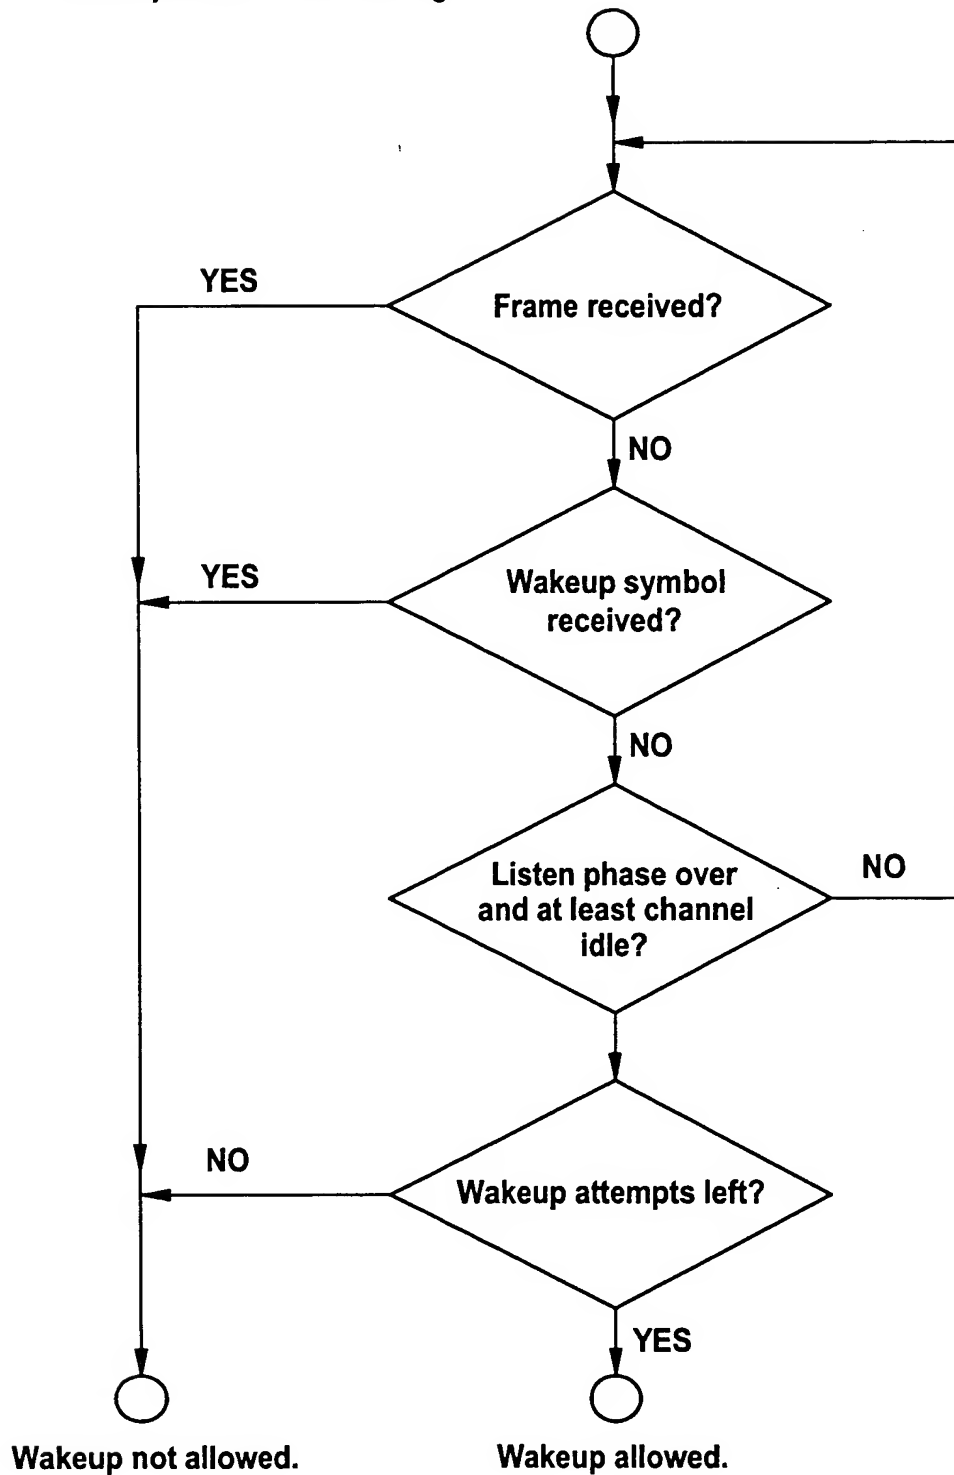 YES
Frame received?
NO
YES
Wakeup symbol
received?
NO
Listen phase over
and at least channel
idle?
NO
NO
Wakeup attempts left?
YES
Wakeup not allowed.
Wakeup allowed.